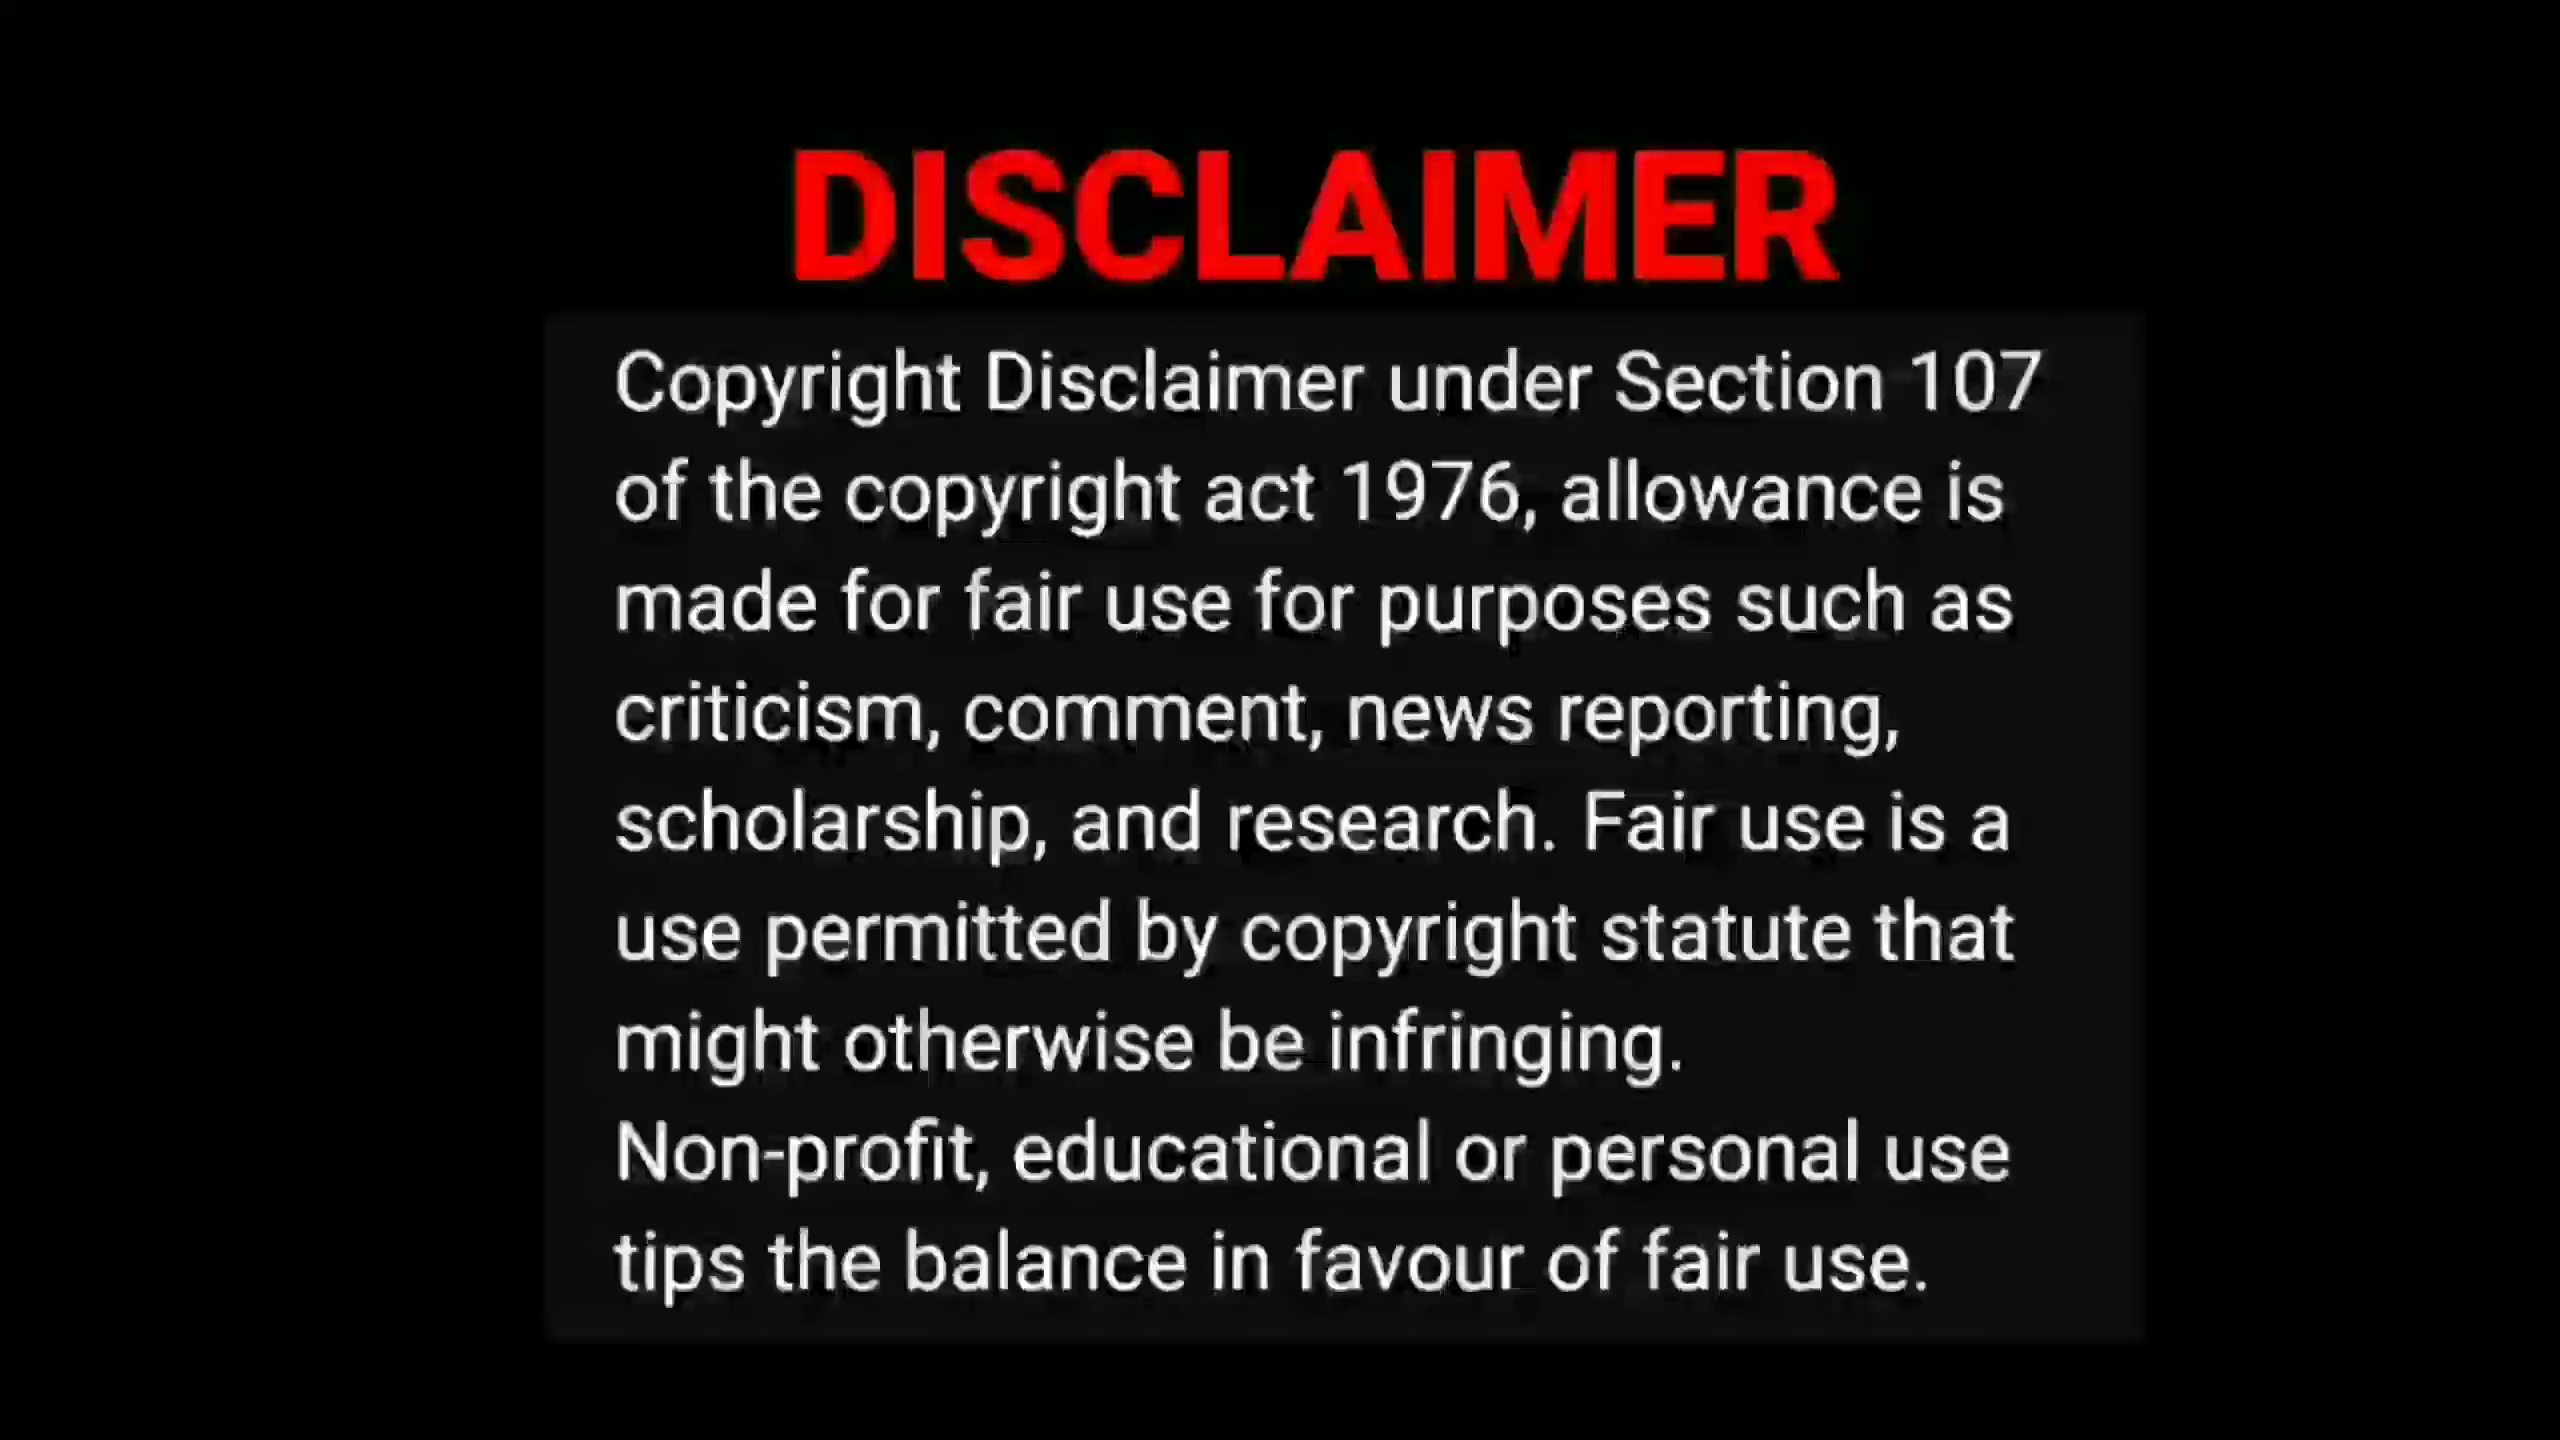 DISCLAIMER
Copyright Disclaimer under Section 107
of the copyright act 1976, allowance is
made for fair use for purposes such as
criticism, comment, news reporting,
scholarship, and research. Fair use is a
use permitted by copyright statute that
might otherwise be infringing.
Non-profit, educational or personal use
tips the balance in favour of fair use.